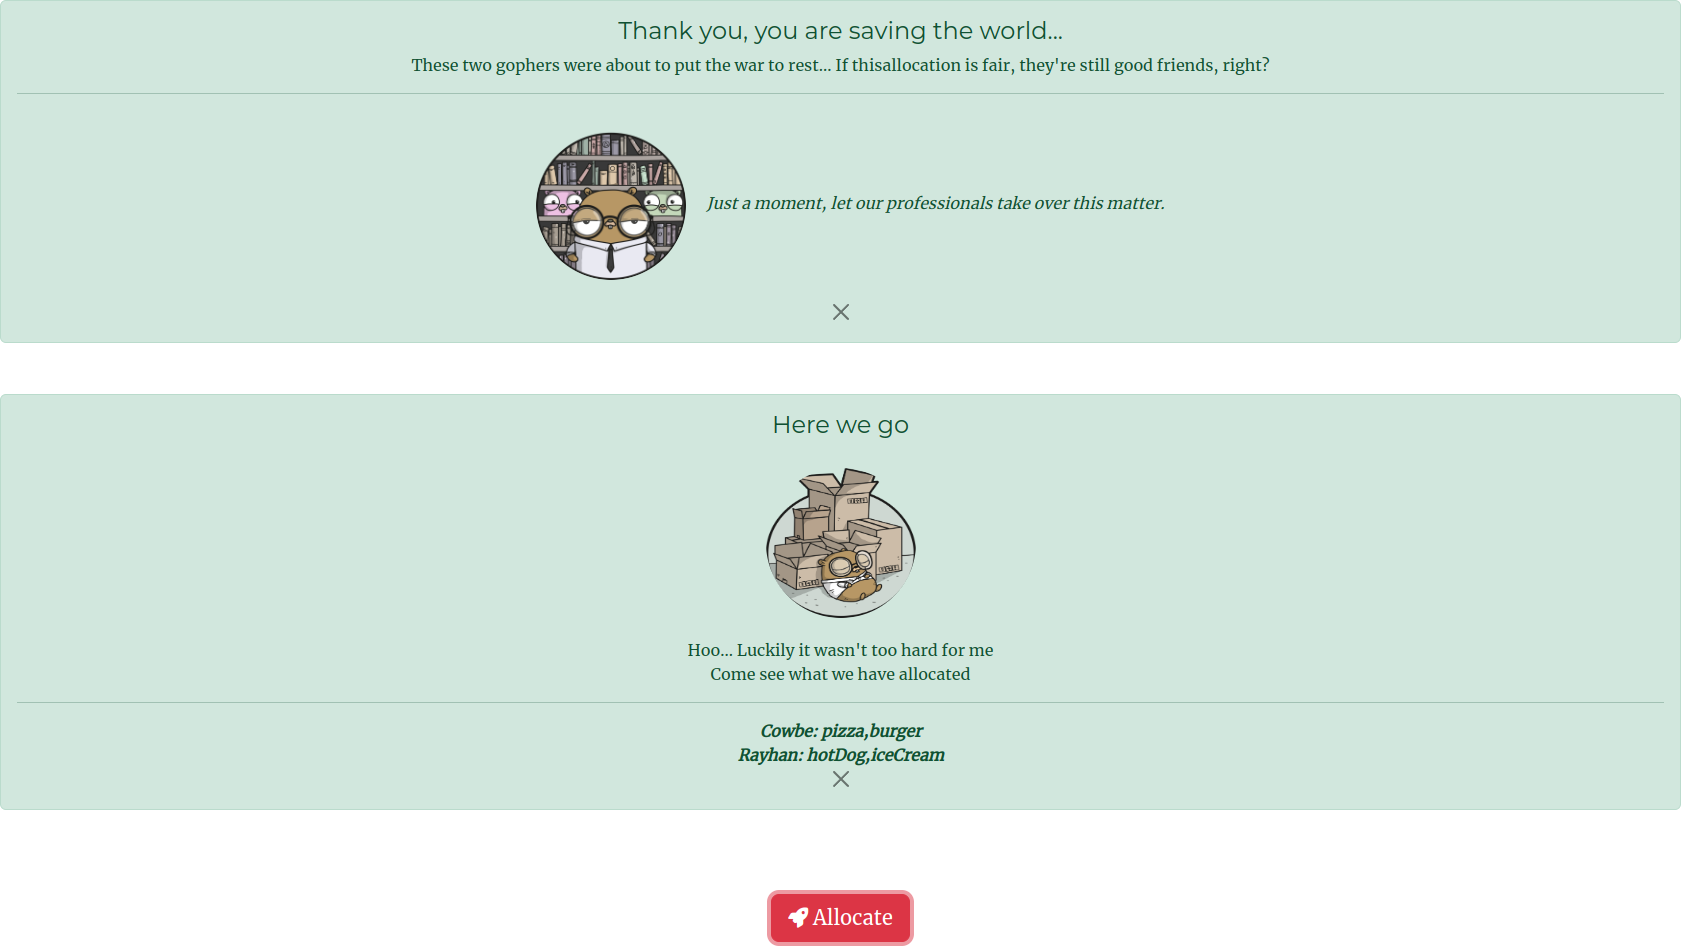 Thank you, you are saving the world...
These two gophers were about to put the war to rest... If thisallocation is fair, they're still good friends, right?
Just a moment, let our professionals take over this matter.
Here we go
Hoo... Luckily it wasn't too hard for me
Come see what we have allocated
Cowbe: pizza,burger
Rayhan: hotDog,iceCream
Allocate